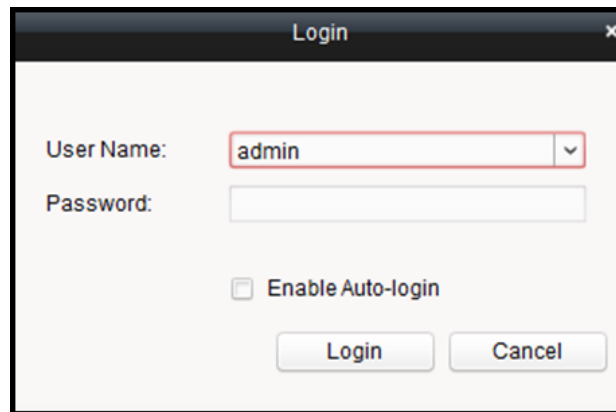 Login
User Name: admin
Password:
Enable Auto-login
Login Cancel